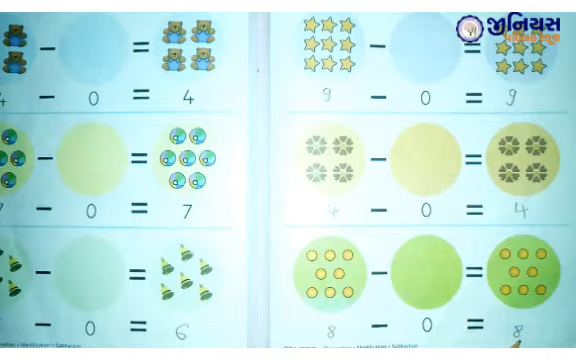 જીનિયસ
4 - 0 = 4
9 - 0 = 9
7 - 0 = 7
4 - 0 = 4
- 0 = 6
8 - 0 = 8